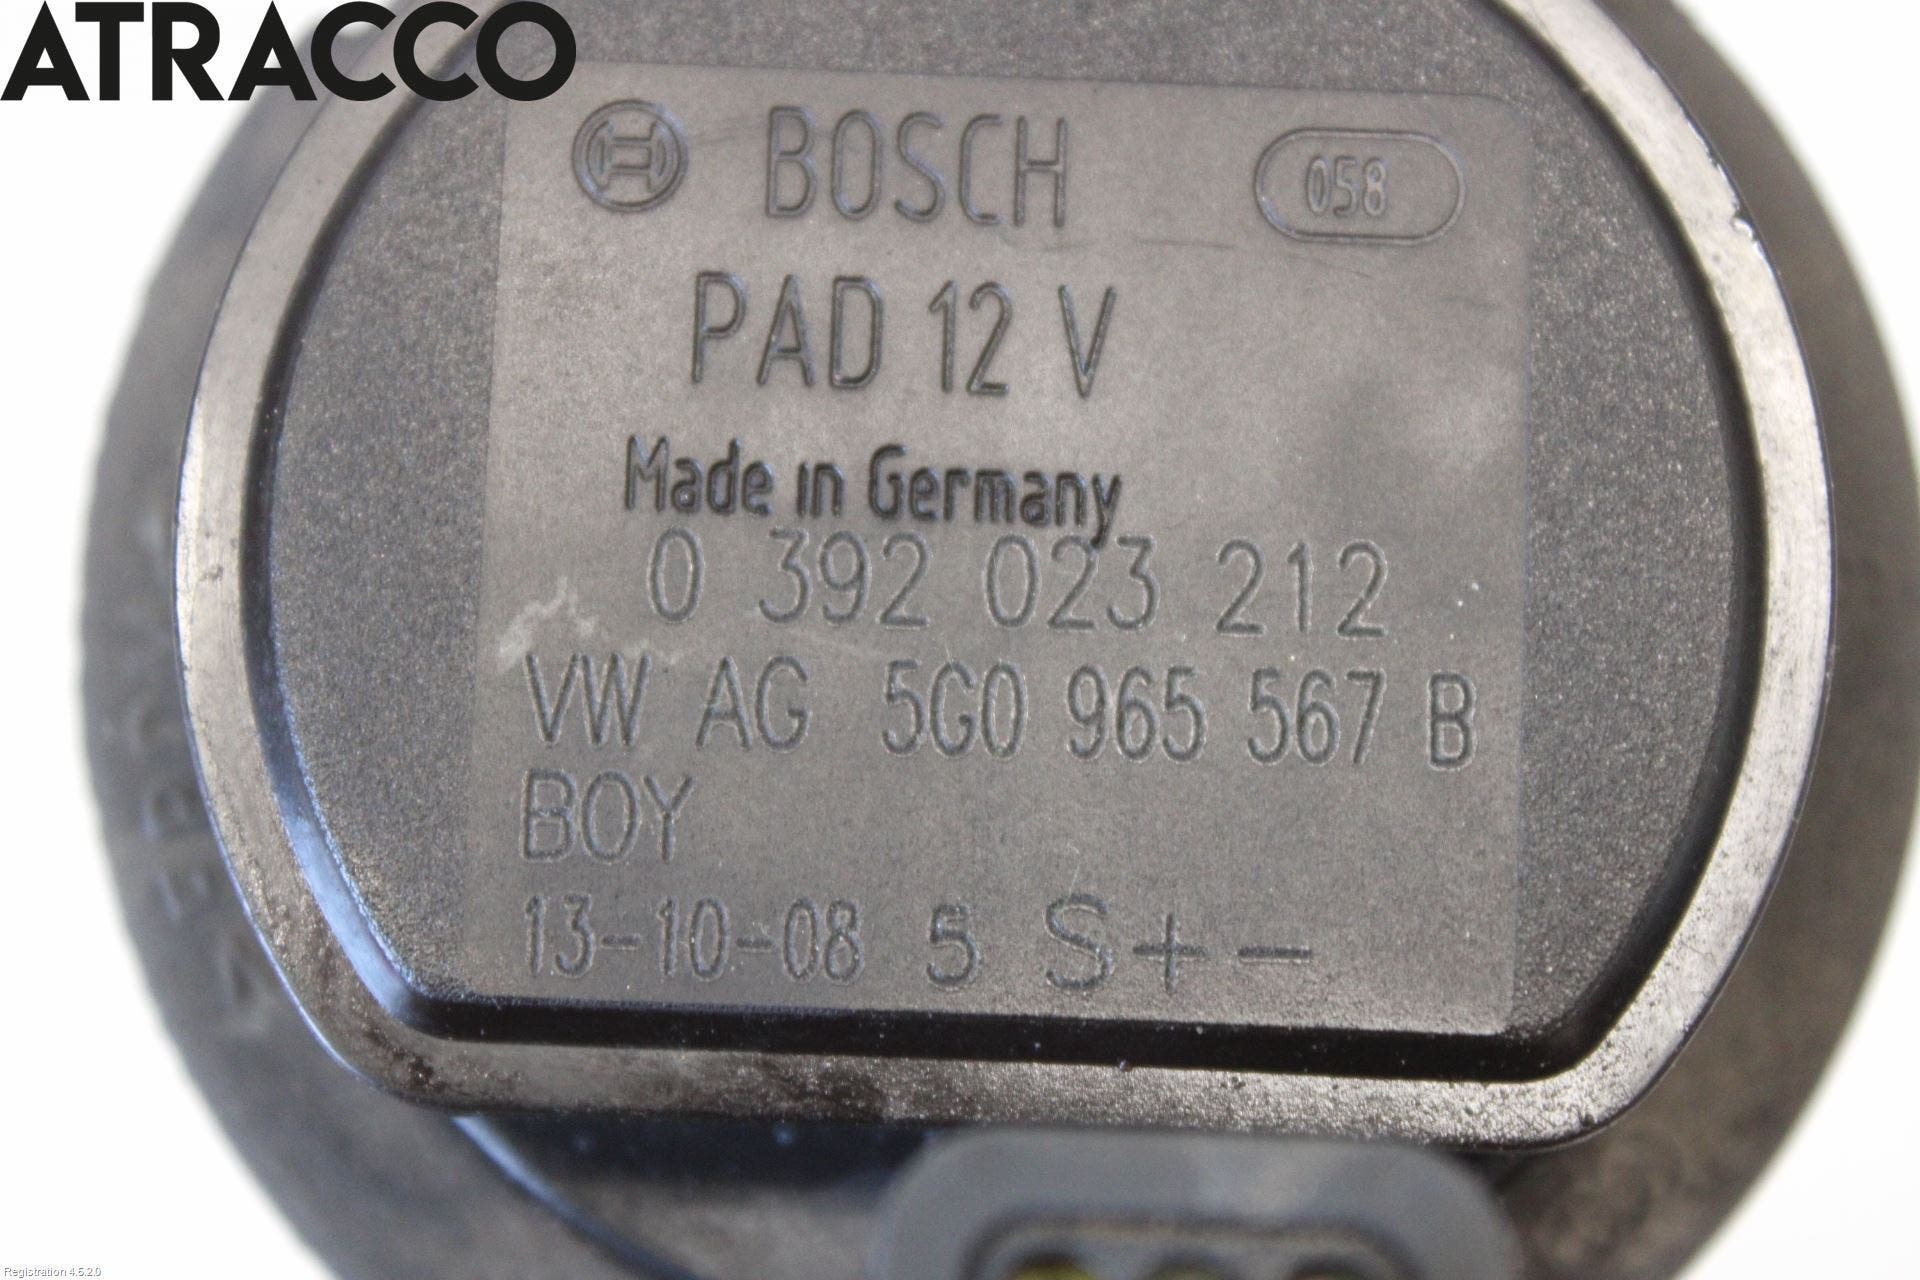 ATRACCO
BOSCH 058
PAD 12 V
Made in Germany
0 392 023 212
VW AG 5G0 965 567 B
BOY
13-10-08 5 S + -
Registration 4.5.2.0